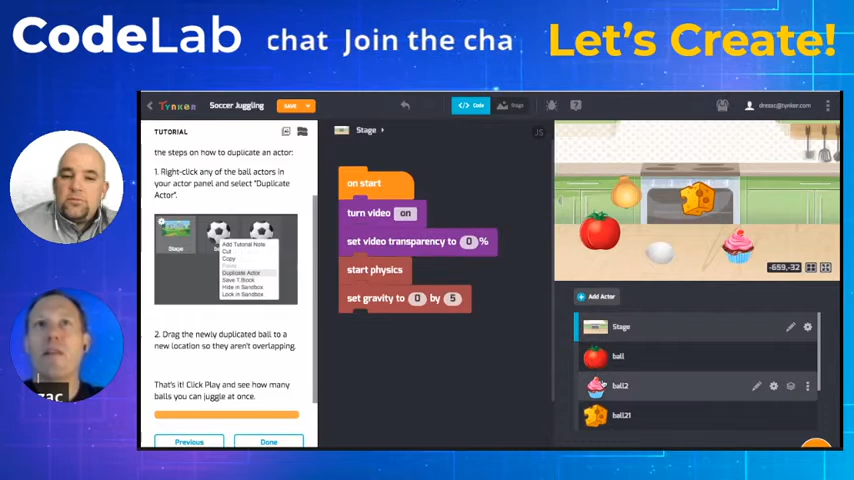 CodeLab
chat Join the cha
Let's Create!
TYNKER
Soccer Juggling
SAVE
</> Code
Stage
drezac@tynker.com
TUTORIAL
the steps on how to duplicate an actor:
1. Right-click any of the ball actors in
your actor panel and select "Duplicate
Actor".
Stage
Add Tutorial Note
Cut
Copy
Duplicate Actor
Save T.Block
Hide in Sandbox
Lock in Sandbox
2. Drag the newly duplicated ball to a
new location so they aren't overlapping.
That's it! Click Play and see how many
balls you can juggle at once.
Previous
Done
Stage
JS
on start
turn video on
set video transparency to 0 %
start physics
set gravity to 0 by 5
-659,-32
+ Add Actor
Stage
ball
ball2
ball21
zac